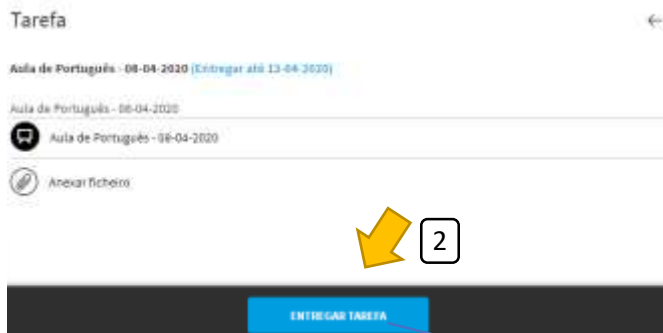 Tarefa
Aula de Português - 08-04-2020 (Entregar até 13-04-2020)
Aula de Português - 08-04-2020
Aula de Português - 08-04-2020
Anexar ficheiro
2
ENTREGAR TAREFA